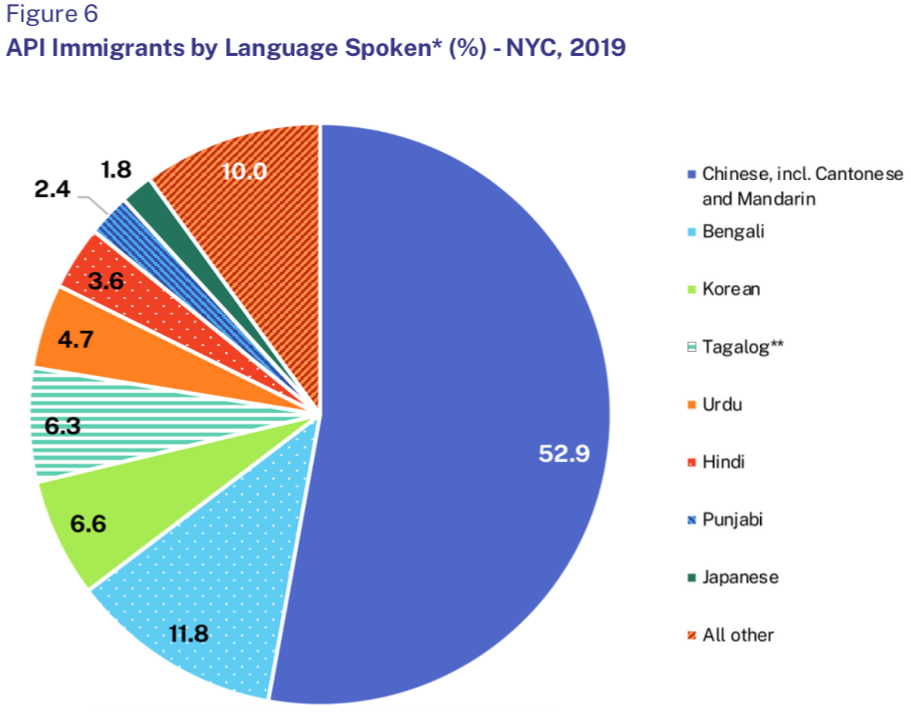 Figure 6
API Immigrants by Language Spoken* (%) - NYC, 2019
1.8
10.0
2.4
3.6
4.7
6.3
52.9
6.6
11.8
Chinese, incl. Cantonese
and Mandarin
Bengali
Korean
Tagalog**
Urdu
Hindi
Punjabi
Japanese
All other